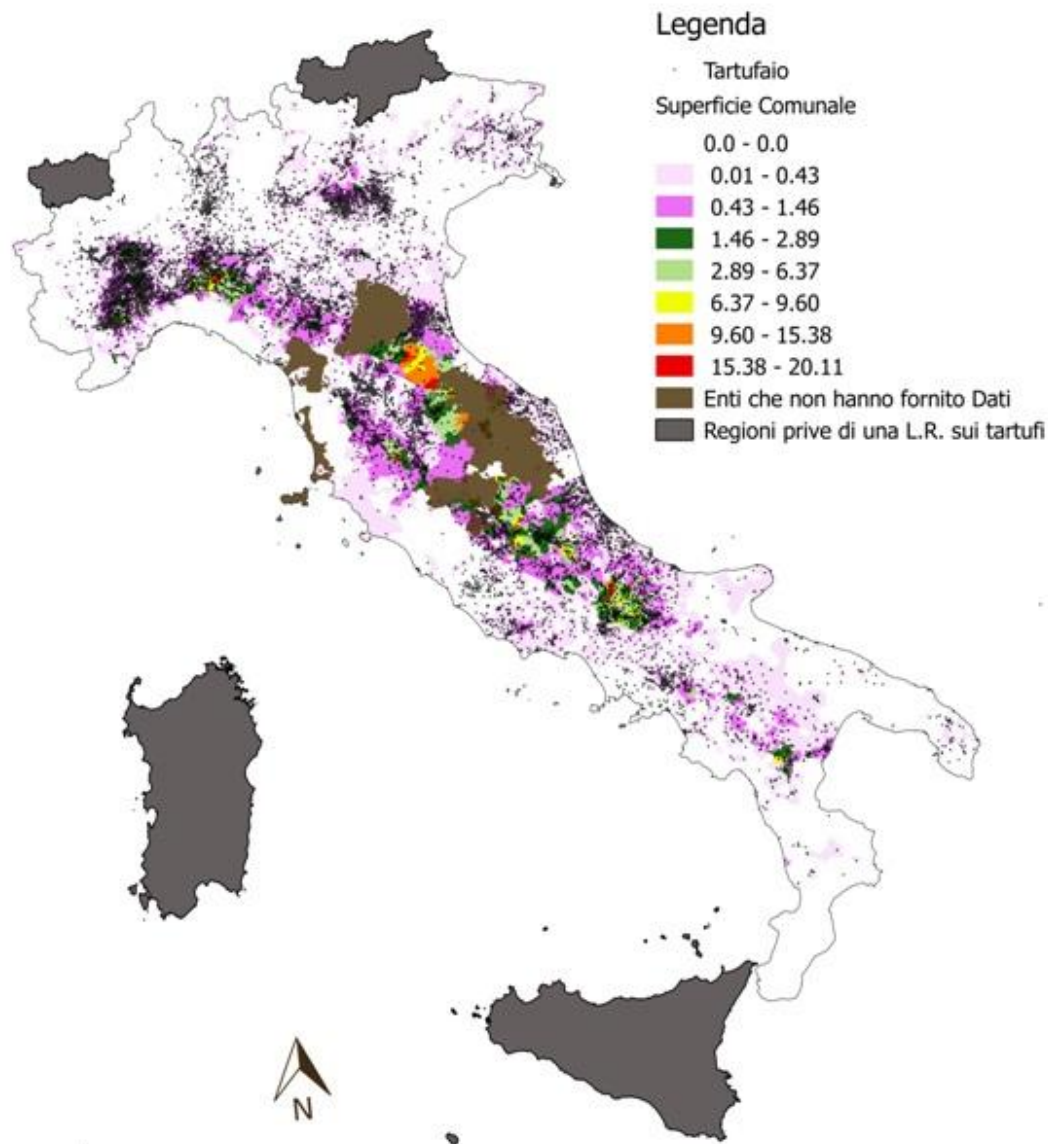 Legenda
Tartufaio
Superficie Comunale
0.0 - 0.0
0.01 - 0.43
0.43 - 1.46
1.46 - 2.89
2.89 - 6.37
6.37 - 9.60
9.60 - 15.38
15.38 - 20.11
Enti che non hanno fornito Dati
Regioni prive di una L.R. sui tartufi
N